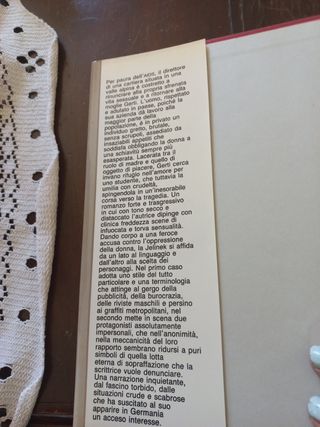 Per paura dell'AIDS, il direttore
di una cartiera situata in una
valle alpina è costretto a
rinunciare alla propria sfrenata
vita sessuale e a ritornare alla
moglie Gerti. L'uomo, rispettato
e adulato in paese, poiché la
sua azienda dà lavoro alla
maggior parte della
popolazione, è in privato un
individuo gretto, brutale,
senza scrupoli, assediato da
insaziabili appetiti che
soddisfa obbligando la donna a
una schiavitù sempre più
esasperata. Lacerata tra il
ruolo di madre e quello di
oggetto di piacere, Gerti cerca
invano rifugio nell'amore per
uno studente, che tuttavia la
umilia con crudeltà,
spingendola in un'inesorabile
corsa verso la tragedia. Un
romanzo forte e trasgressivo
in cui con tono secco e
distaccato l'autrice dipinge con
clinica freddezza scene di
infuocata e torva sensualità.
Dando corpo a una feroce
accusa contro l'oppressione
della donna, la Jelinek si affida
da un lato al linguaggio e
dall'altro alla scelta dei
personaggi. Nel primo caso
adotta uno stile del tutto
particolare e una terminologia
che attinge al gergo della
pubblicità, della burocrazia,
delle riviste maschili e persino
ai graffiti metropolitani, nel
secondo mette in scena due
protagonisti assolutamente
impersonali, che nell'anonimità,
nella meccanicità del loro
rapporto sembrano ridursi a puri
simboli di quella lotta
eterna di sopraffazione che la
scrittrice vuole denunciare.
Una narrazione inquietante,
dal fascino torbido, dalle
situazioni crude e scabrose
che ha suscitato al suo
apparire in Germania
un acceso interesse.